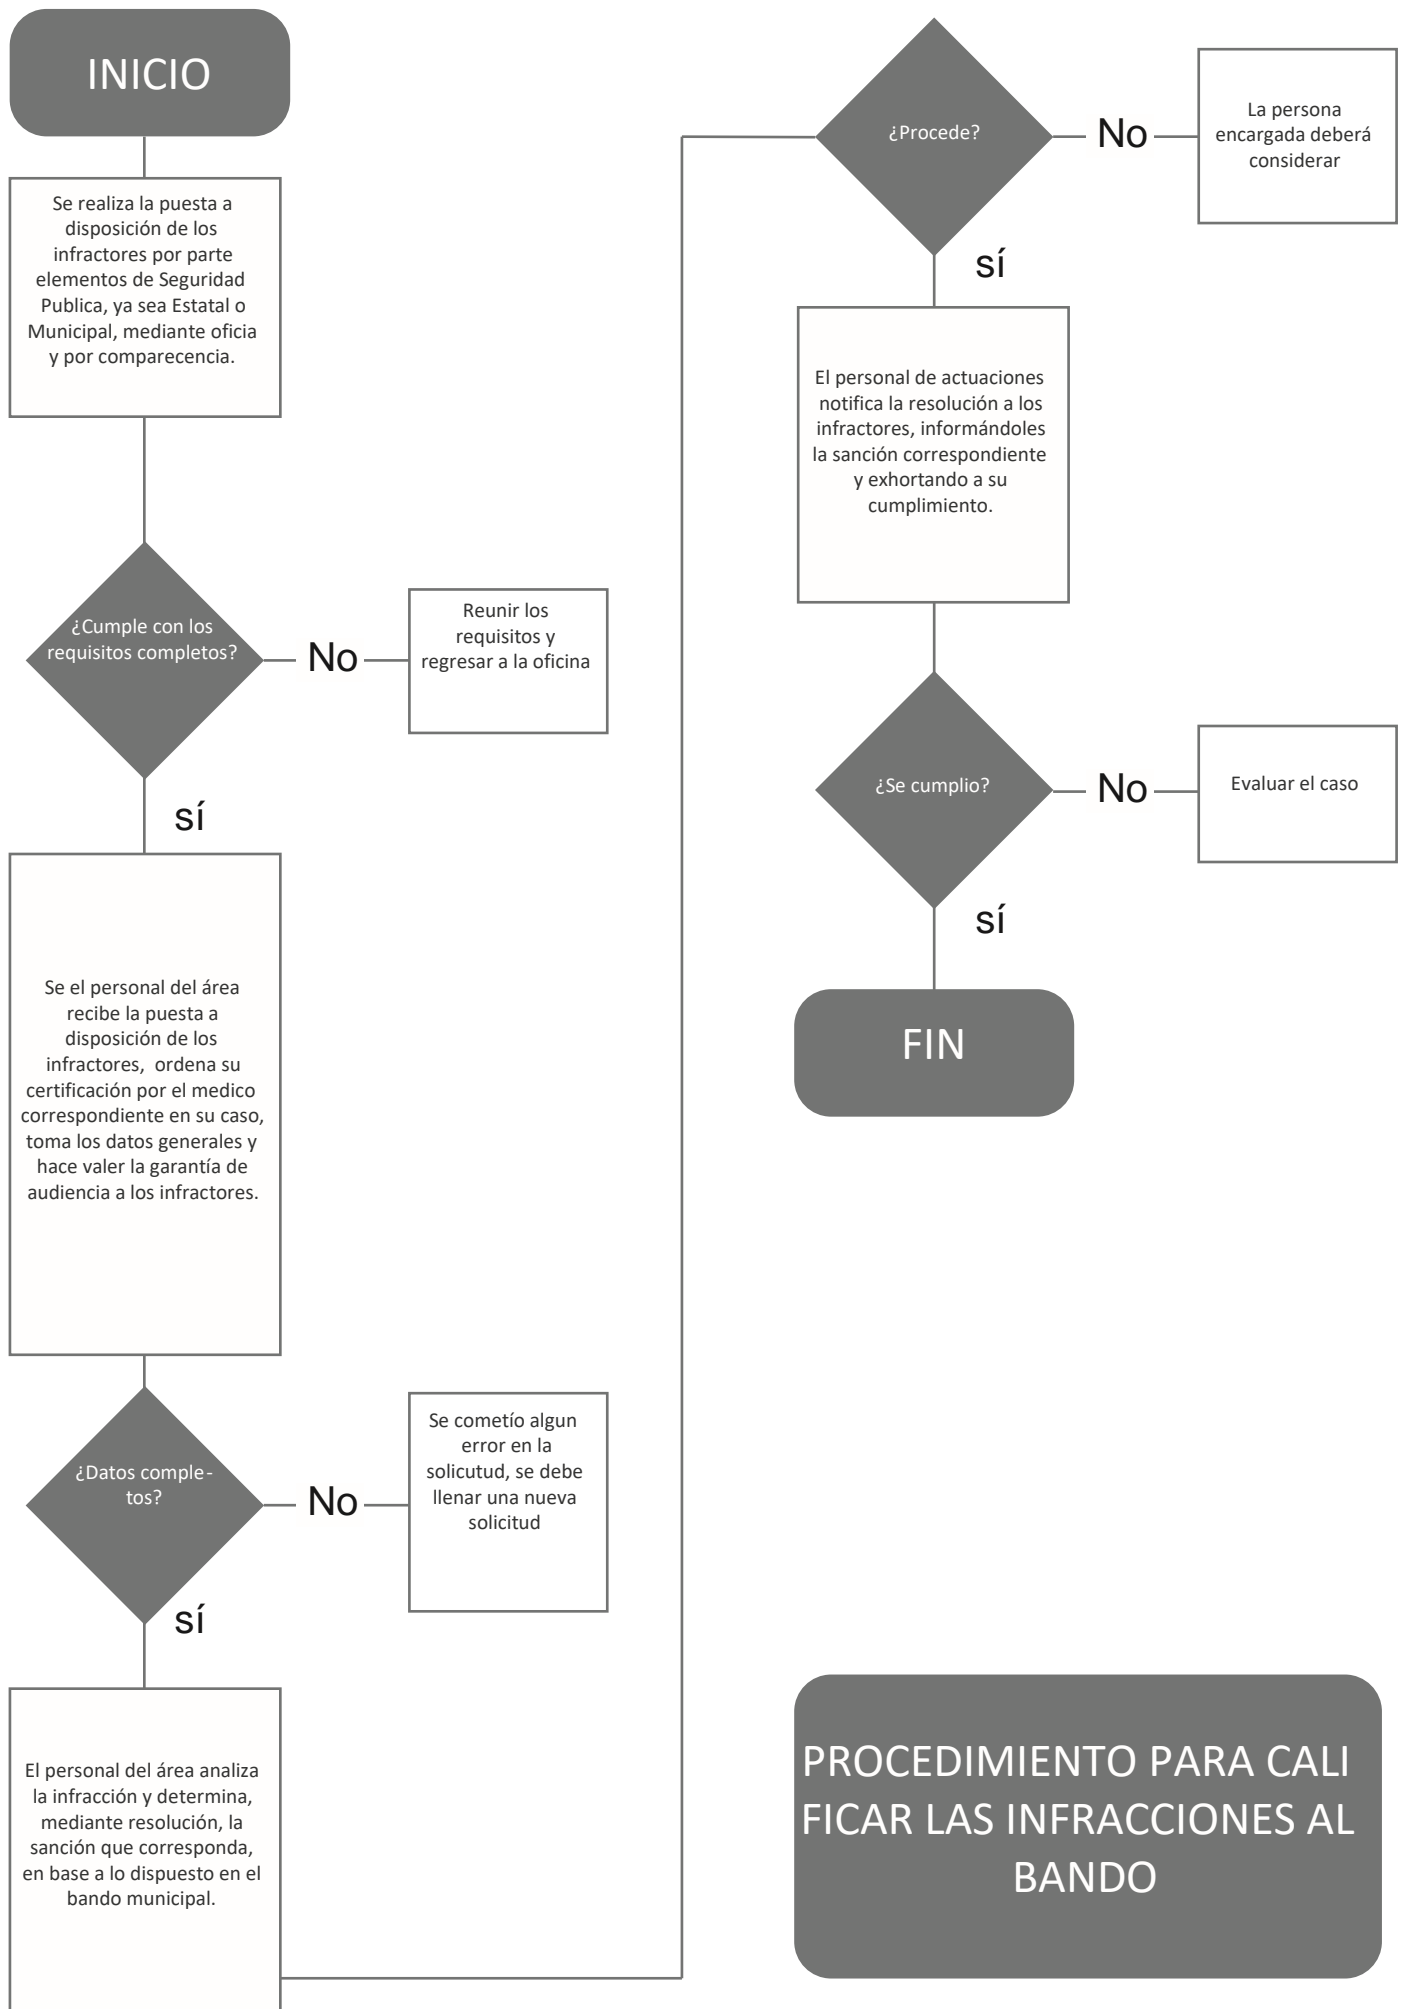 INICIO
Se realiza la puesta a
disposición de los
infractores por parte
elementos de Seguridad
Publica, ya sea Estatal o
Municipal, mediante oficia
y por comparecencia.
¿Cumple con los
requisitos completos?
No
Reunir los
requisitos y
regresar a la oficina
sí
Se el personal del área
recibe la puesta a
disposición de los
infractores, ordena su
certificación por el medico
correspondiente en su caso,
toma los datos generales y
hace valer la garantía de
audiencia a los infractores.
¿Datos comple-
tos?
No
Se cometío algun
error en la
solicutud, se debe
llenar una nueva
solicitud
sí
El personal del área analiza
la infracción y determina,
mediante resolución, la
sanción que corresponda,
en base a lo dispuesto en el
bando municipal.
¿Procede?
No
La persona
encargada deberá
considerar
sí
El personal de actuaciones
notifica la resolución a los
infractores, informándoles
la sanción correspondiente
y exhortando a su
cumplimiento.
¿Se cumplio?
No
Evaluar el caso
sí
FIN
PROCEDIMIENTO PARA CALI
FICAR LAS INFRACCIONES AL
BANDO